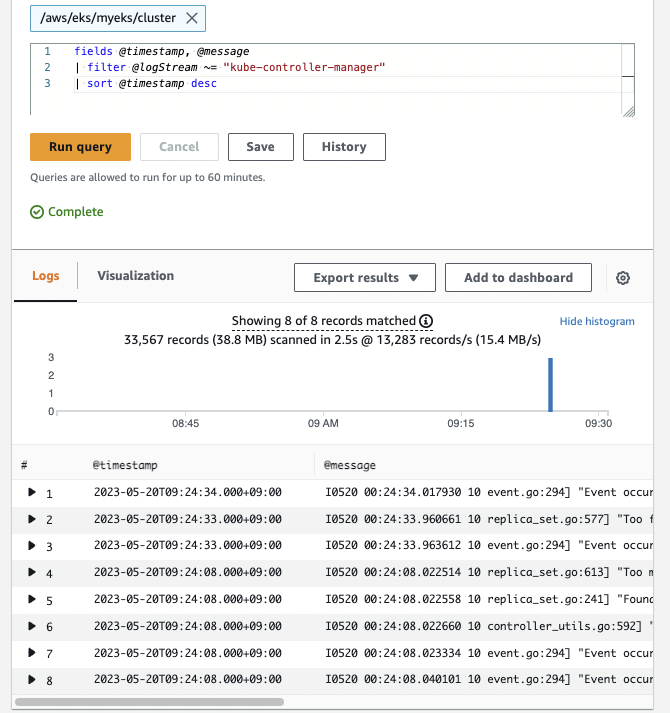 /aws/eks/myeks/cluster
1 fields @timestamp, @message
2 | filter @logStream ~= "kube-controller-manager"
3 | sort @timestamp desc
Run query Cancel Save History
Queries are allowed to run for up to 60 minutes.
Complete
Logs Visualization Export results Add to dashboard
Showing 8 of 8 records matched
Hide histogram
33,567 records (38.8 MB) scanned in 2.5s @ 13,283 records/s (15.4 MB/s)
3
2
1
0
08:45 09 AM 09:15 09:30
# @timestamp @message
1 2023-05-20T09:24:34.000+09:00 I0520 00:24:34.017930 10 event.go:294] "Event occur
2 2023-05-20T09:24:33.000+09:00 I0520 00:24:33.960661 10 replica_set.go:577] "Too f
3 2023-05-20T09:24:33.000+09:00 I0520 00:24:33.963612 10 event.go:294] "Event occur
4 2023-05-20T09:24:08.000+09:00 I0520 00:24:08.022514 10 replica_set.go:613] "Too m
5 2023-05-20T09:24:08.000+09:00 I0520 00:24:08.022558 10 replica_set.go:241] "Foun
6 2023-05-20T09:24:08.000+09:00 I0520 00:24:08.022660 10 controller_utils.go:592] "
7 2023-05-20T09:24:08.000+09:00 I0520 00:24:08.023334 10 event.go:294] "Event occur
8 2023-05-20T09:24:08.000+09:00 I0520 00:24:08.040101 10 event.go:294] "Event occur